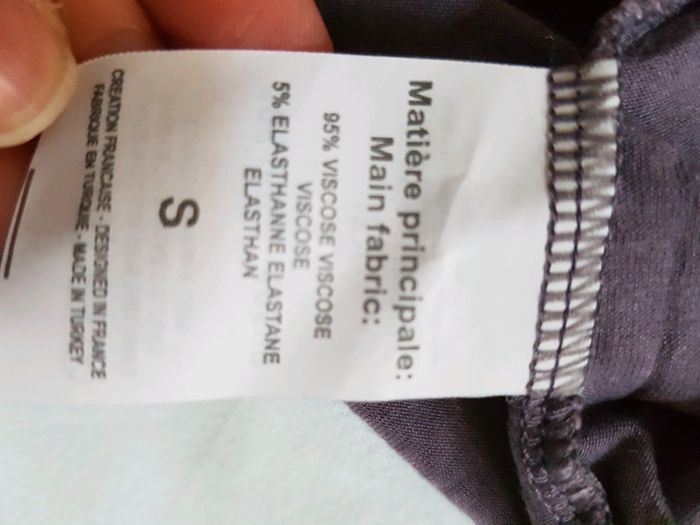 Matière principale:
Main fabric:
95% VISCOSE VISCOSE
VISCOSE
5% ELASTHANNE ELASTANE
ELASTHAN
S
CREATION FRANCAISE - DESIGNED IN FRANCE
FABRIQUE EN TURQUIE - MADE IN TURKEY